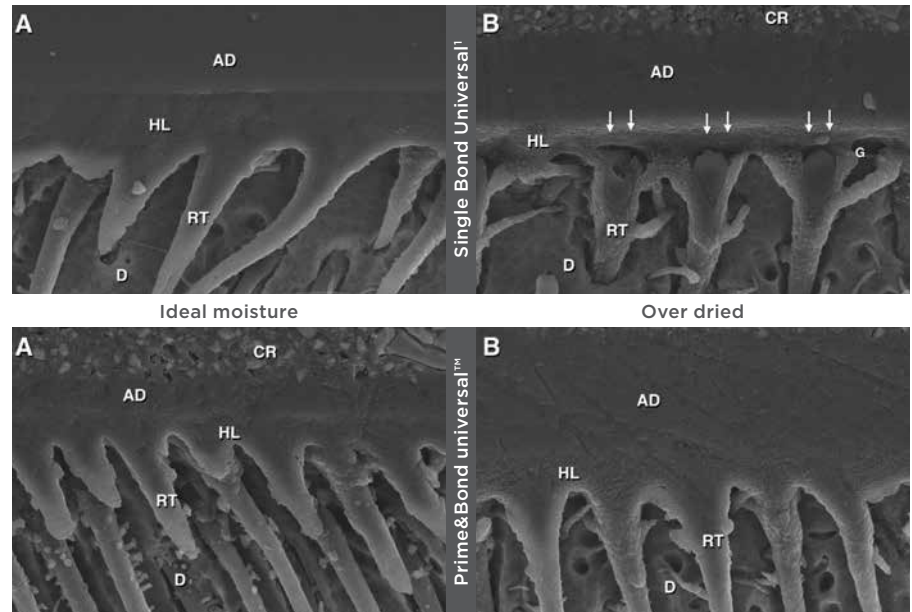 A
AD
HL
RT
D
Single Bond Universal¹
B
CR
AD
HL
G
RT
D
Ideal moisture
Over dried
A
CR
AD
HL
RT
D
Prime&Bond universal™
B
AD
HL
RT
D